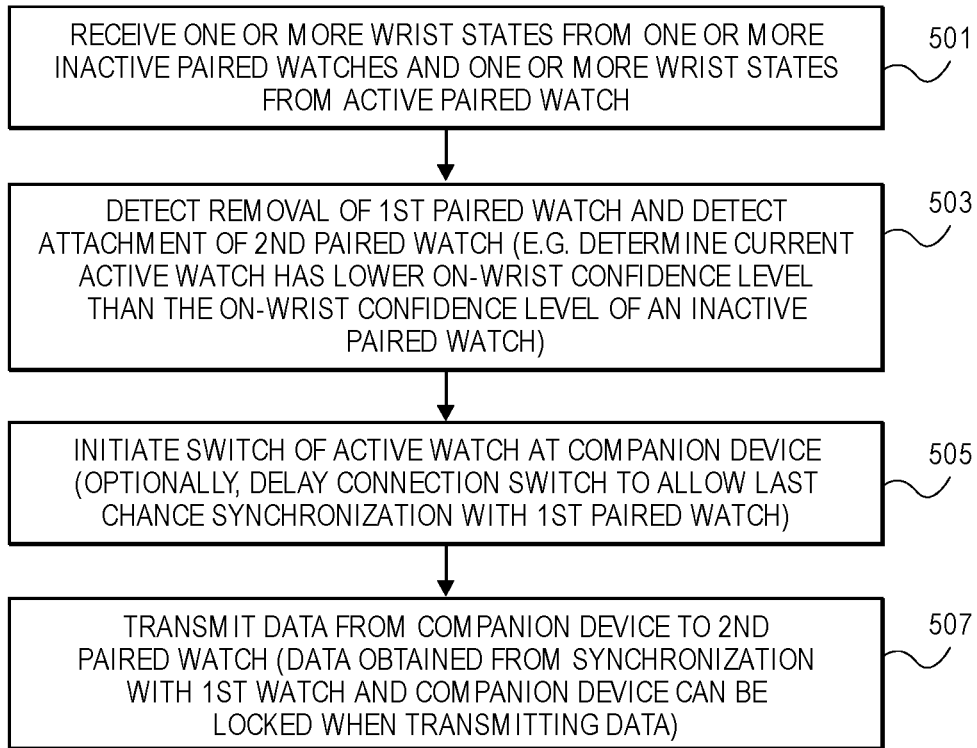 RECEIVE ONE OR MORE WRIST STATES FROM ONE OR MORE
INACTIVE PAIRED WATCHES AND ONE OR MORE WRIST STATES
FROM ACTIVE PAIRED WATCH
501
DETECT REMOVAL OF 1ST PAIRED WATCH AND DETECT
ATTACHMENT OF 2ND PAIRED WATCH (E.G. DETERMINE CURRENT
ACTIVE WATCH HAS LOWER ON-WRIST CONFIDENCE LEVEL
THAN THE ON-WRIST CONFIDENCE LEVEL OF AN INACTIVE
PAIRED WATCH)
503
INITIATE SWITCH OF ACTIVE WATCH AT COMPANION DEVICE
(OPTIONALLY, DELAY CONNECTION SWITCH TO ALLOW LAST
CHANCE SYNCHRONIZATION WITH 1ST PAIRED WATCH)
505
TRANSMIT DATA FROM COMPANION DEVICE TO 2ND
PAIRED WATCH (DATA OBTAINED FROM SYNCHRONIZATION
WITH 1ST WATCH AND COMPANION DEVICE CAN BE
LOCKED WHEN TRANSMITTING DATA)
507